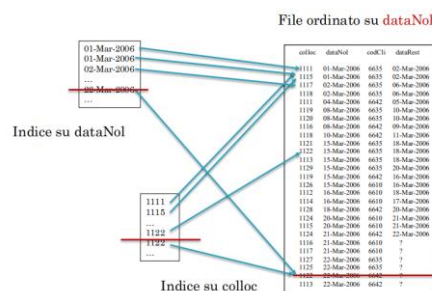 File ordinato su dataNol
01-Mar-2006
01-Mar-2006
02-Mar-2006
...
22-Mar-2006
...
Indice su dataNol
1111
1115
...
1122
1122
...
Indice su colloc
colloc dataNol codCli dataRest
1111 01-Mar-2006 6635 02-Mar-2006
1115 01-Mar-2006 6635 02-Mar-2006
1117 02-Mar-2006 6635 06-Mar-2006
1118 02-Mar-2006 6635 06-Mar-2006
1111 04-Mar-2006 6642 05-Mar-2006
1119 08-Mar-2006 6635 10-Mar-2006
1120 08-Mar-2006 6635 10-Mar-2006
1116 08-Mar-2006 6642 09-Mar-2006
1118 10-Mar-2006 6642 11-Mar-2006
1121 15-Mar-2006 6635 18-Mar-2006
1122 15-Mar-2006 6635 18-Mar-2006
1113 15-Mar-2006 6635 18-Mar-2006
1129 15-Mar-2006 6635 20-Mar-2006
1119 15-Mar-2006 6642 16-Mar-2006
1126 15-Mar-2006 6610 16-Mar-2006
1112 16-Mar-2006 6610 18-Mar-2006
1114 16-Mar-2006 6610 17-Mar-2006
1128 18-Mar-2006 6642 20-Mar-2006
1124 20-Mar-2006 6610 21-Mar-2006
1115 20-Mar-2006 6610 21-Mar-2006
1124 21-Mar-2006 6642 22-Mar-2006
1116 21-Mar-2006 6610 ?
1117 21-Mar-2006 6610 ?
1127 22-Mar-2006 6635 ?
1125 22-Mar-2006 6635 ?
1122 22-Mar-2006 6642 ?
1113 22-Mar-2006 6642 ?